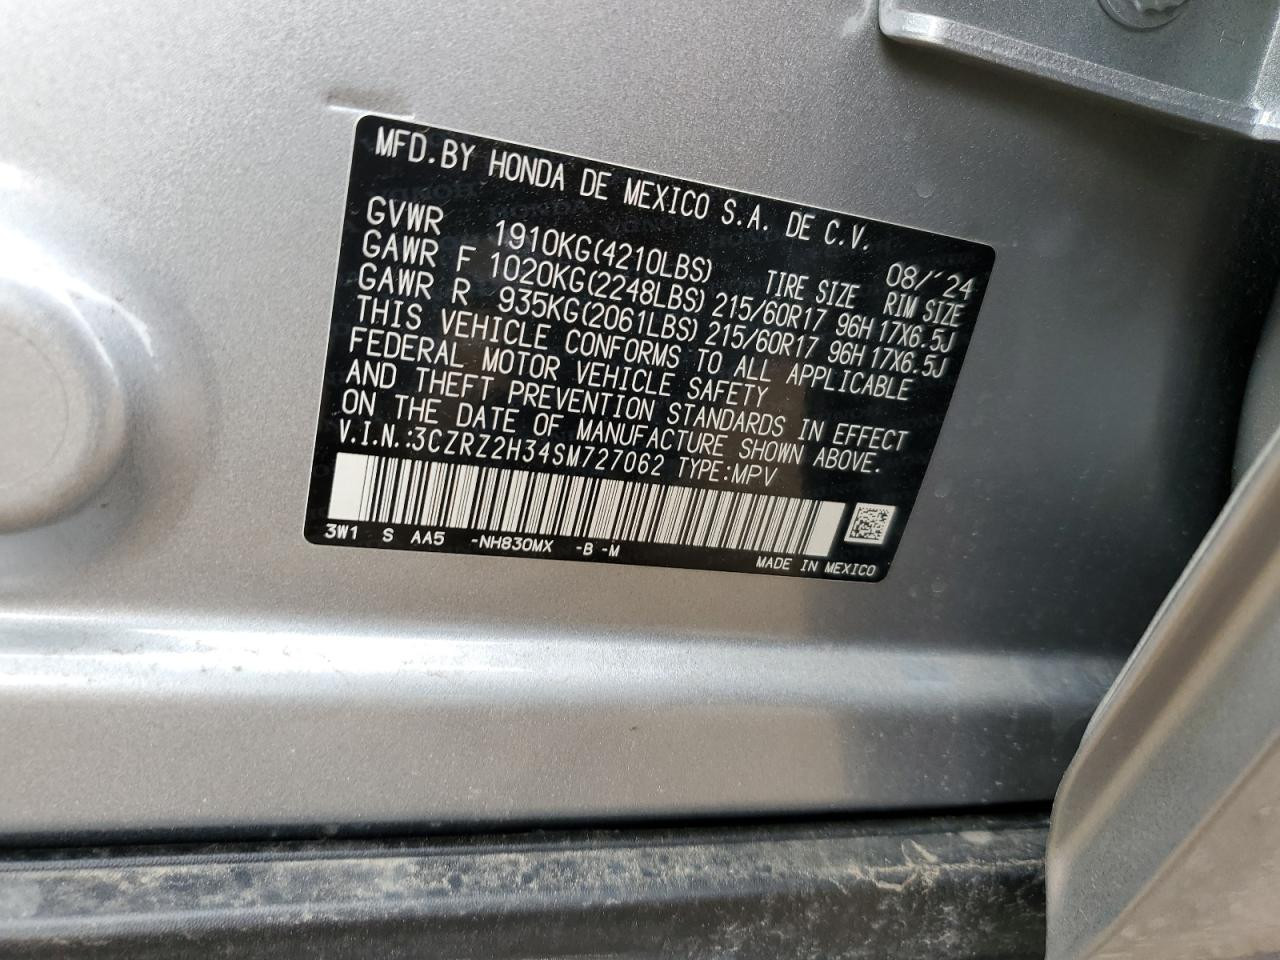 MFD.BY HONDA DE MEXICO S.A. DE C.V.
08/'24
GVWR 1910KG(4210LBS) TIRE SIZE RIM SIZE
GAWR F 1020KG(2248LBS) 215/60R17 96H 17X6.5J
GAWR R 935KG(2061LBS) 215/60R17 96H 17X6.5J
THIS VEHICLE CONFORMS TO ALL APPLICABLE
FEDERAL MOTOR VEHICLE SAFETY
AND THEFT PREVENTION STANDARDS IN EFFECT
ON THE DATE OF MANUFACTURE SHOWN ABOVE.
V.I.N.:3CZRZ2H34SM727062 TYPE:MPV
3W1 S AA5 -NH830MX -B -M
MADE IN MEXICO